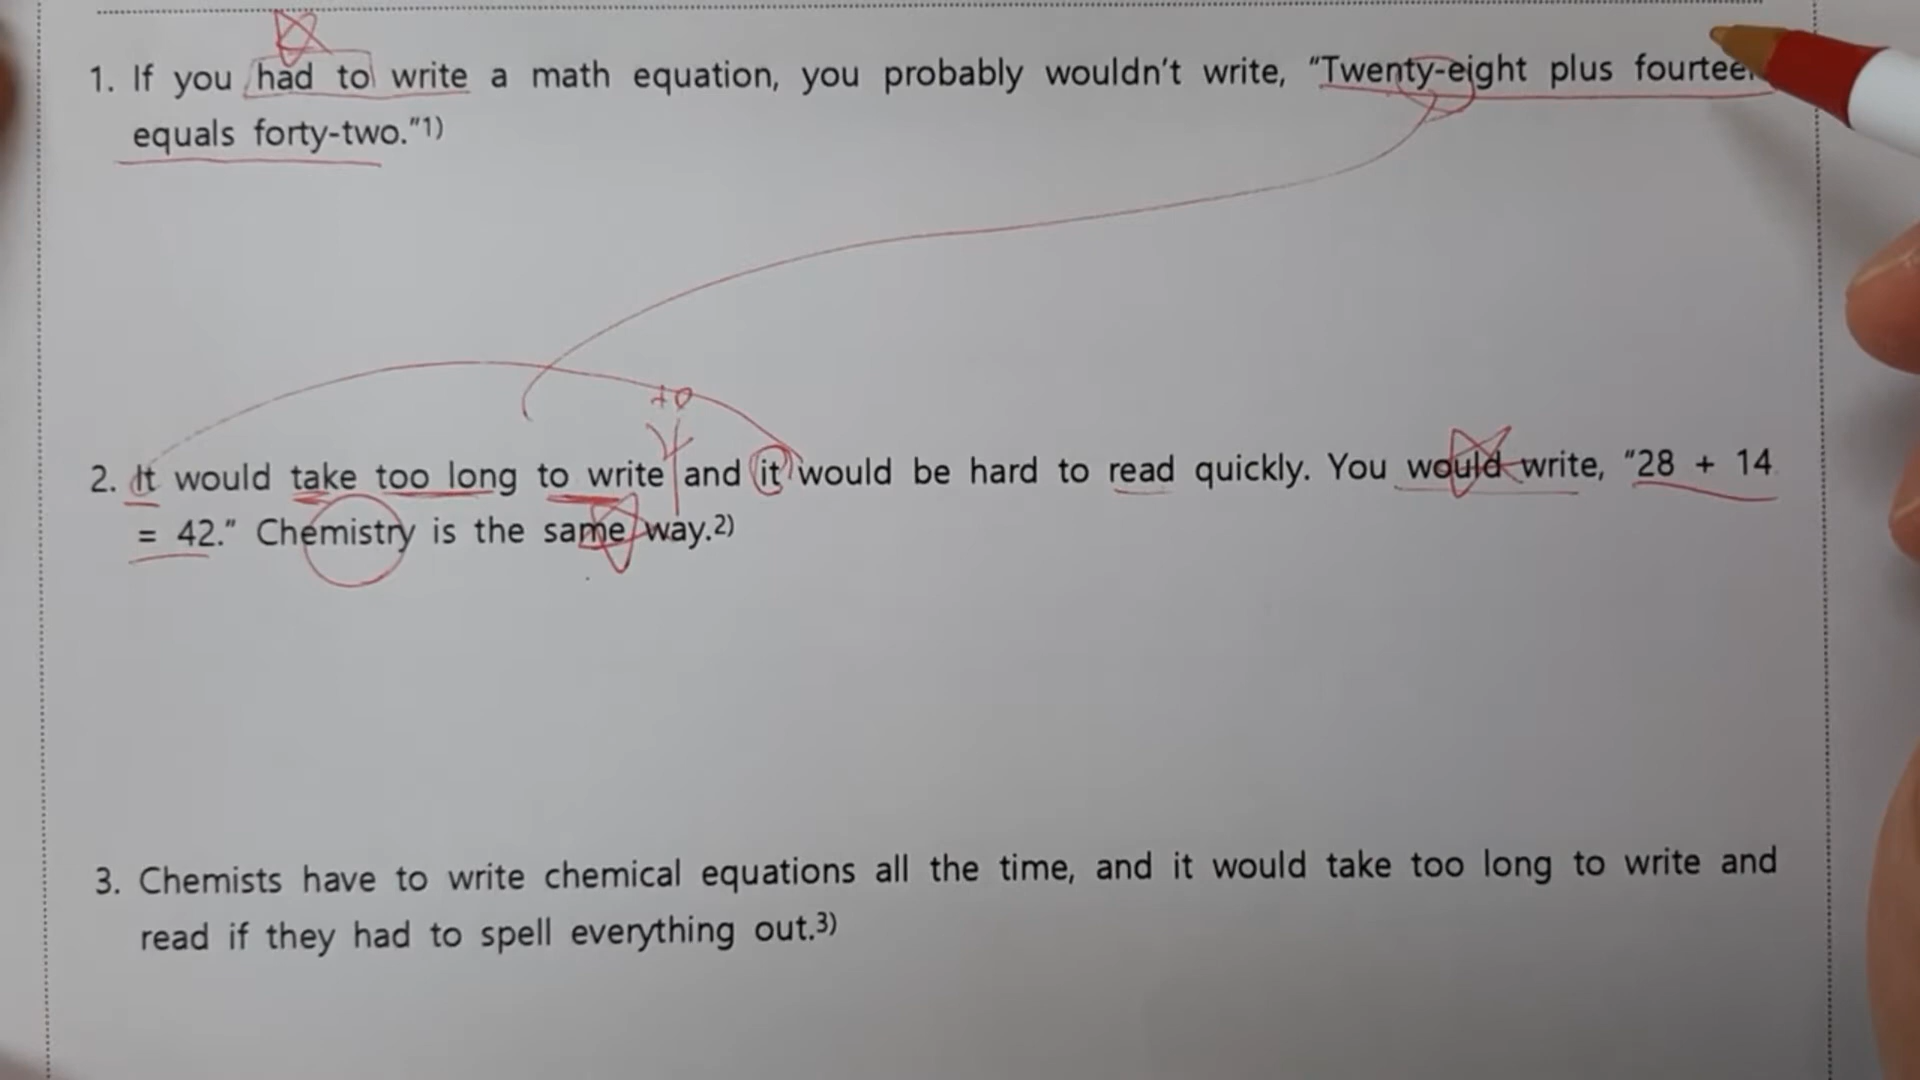 1. If you had to write a math equation, you probably wouldn't write, "Twenty-eight plus
equals forty-two."1)
to
2. It would take too long to write and it would be hard to read quickly. You would write, "28 + 14
= 42." Chemistry is the same way.2)
3. Chemists have to write chemical equations all the time, and it would take too long to write and
read if they had to spell everything out.3)